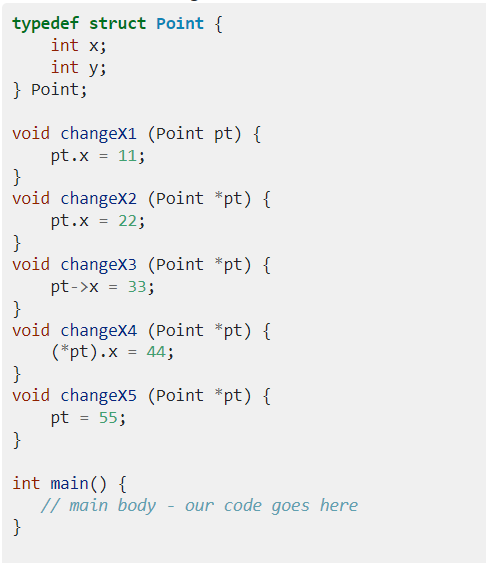 typedef struct Point {
    int x;
    int y;
} Point;

void changeX1 (Point pt) {
    pt.x = 11;
}
void changeX2 (Point *pt) {
    pt.x = 22;
}
void changeX3 (Point *pt) {
    pt->x = 33;
}
void changeX4 (Point *pt) {
    (*pt).x = 44;
}
void changeX5 (Point *pt) {
    pt = 55;
}

int main() {
   // main body - our code goes here
}